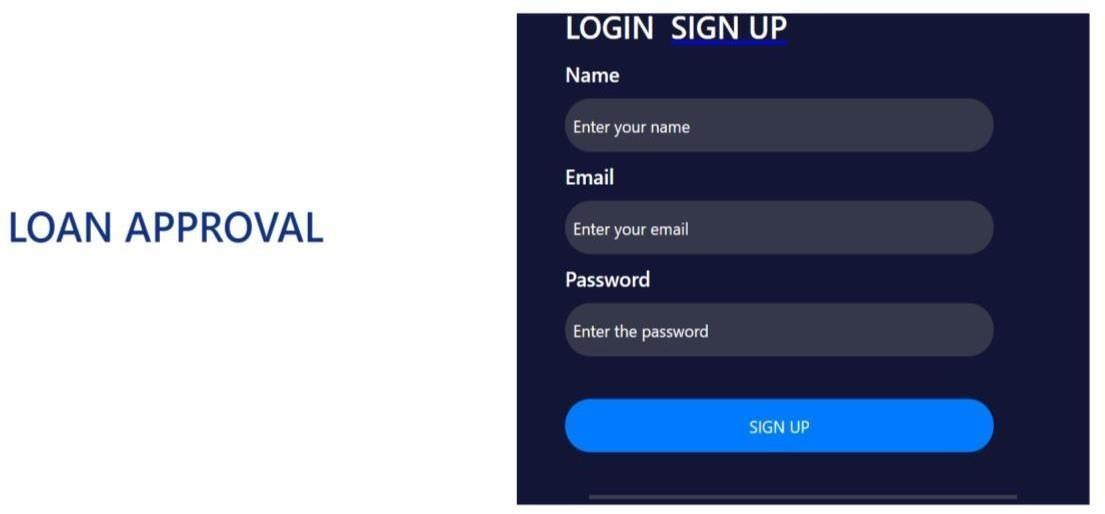 LOAN APPROVAL
LOGIN SIGN UP
Name
Enter your name
Email
Enter your email
Password
Enter the password
SIGN UP